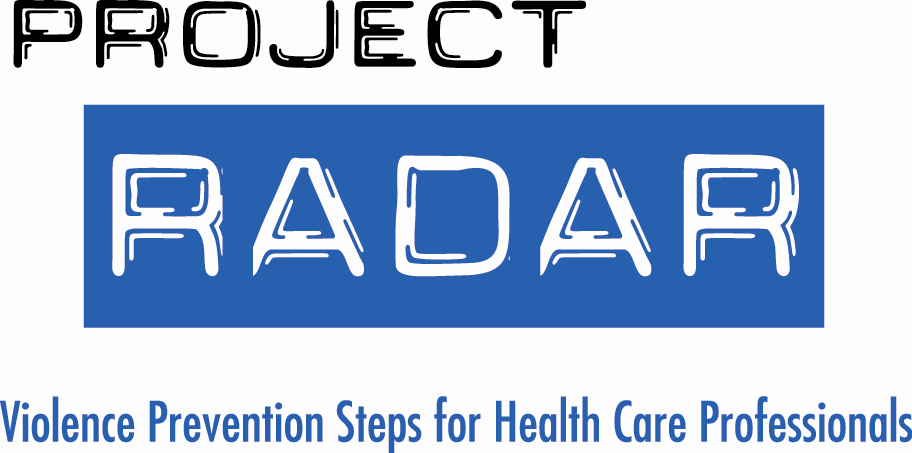 PROJECT
RADAR
Violence Prevention Steps for Health Care Professionals